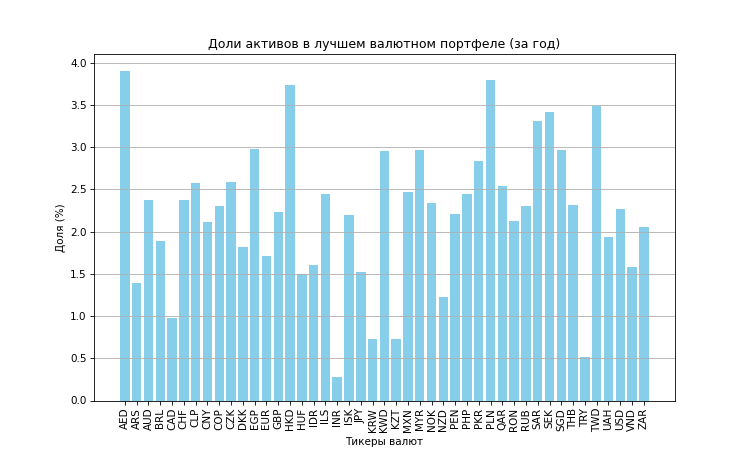 Доли активов в лучшем валютном портфеле (за год)
Доля (%)
4.0
3.5
3.0
2.5
2.0
1.5
1.0
0.5
0.0
AED ARS AUD BRL CAD CHF CLP CNY COP CZK DKK EGP EUR GBP HKD HUF IDR ILS INR ISK JPY KRW KWD KZT MXN MYR NOK NZD PEN PHP PKR PLN QAR RON RUB SAR SEK SGD THB TRY TWD UAH USD VND ZAR
Тикеры валют